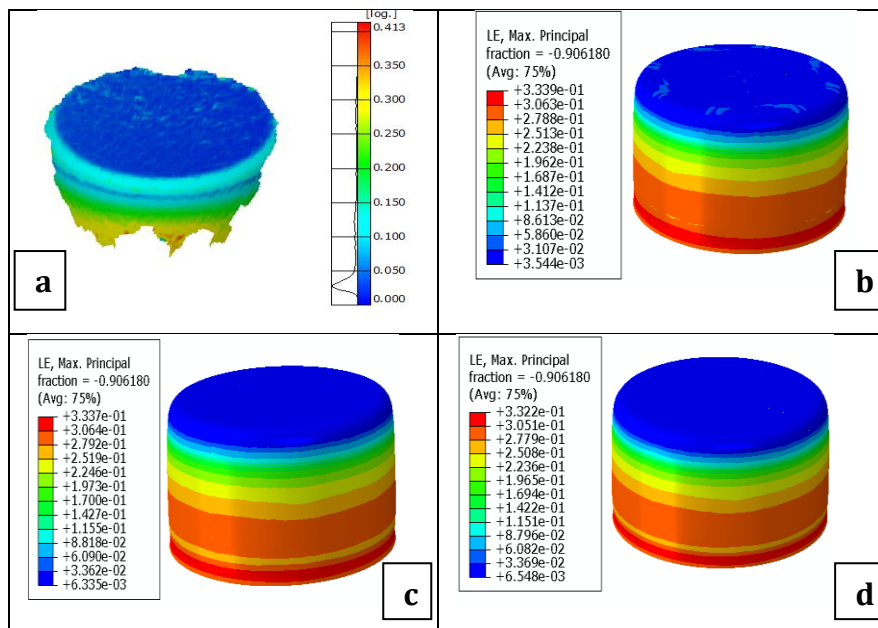 [log.]
0.413
0.350
0.300
0.250
0.200
0.150
0.100
0.050
0.000
a
LE, Max. Principal
fraction = -0.906180
(Avg: 75%)
+3.339e-01
+3.063e-01
+2.788e-01
+2.513e-01
+2.238e-01
+1.962e-01
+1.687e-01
+1.412e-01
+1.137e-01
+8.613e-02
+5.860e-02
+3.107e-02
+3.544e-03
b
LE, Max. Principal
fraction = -0.906180
(Avg: 75%)
+3.337e-01
+3.064e-01
+2.792e-01
+2.519e-01
+2.246e-01
+1.973e-01
+1.700e-01
+1.427e-01
+1.155e-01
+8.818e-02
+6.090e-02
+3.362e-02
+6.335e-03
c
LE, Max. Principal
fraction = -0.906180
(Avg: 75%)
+3.322e-01
+3.051e-01
+2.779e-01
+2.508e-01
+2.236e-01
+1.965e-01
+1.694e-01
+1.422e-01
+1.151e-01
+8.796e-02
+6.082e-02
+3.369e-02
+6.548e-03
d